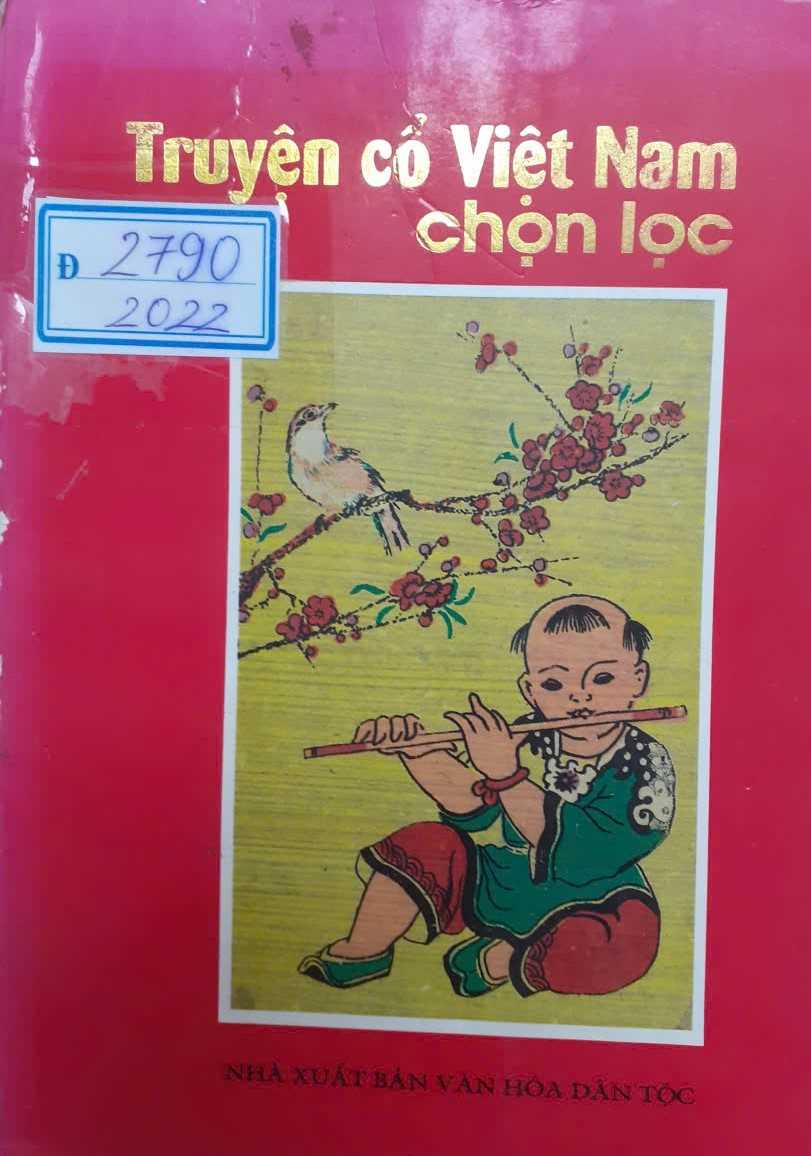 Truyện cổ Việt Nam
chọn lọc
Đ 2790
2022
NHÀ XUẤT BẢN VĂN HÓA DÂN TỘC